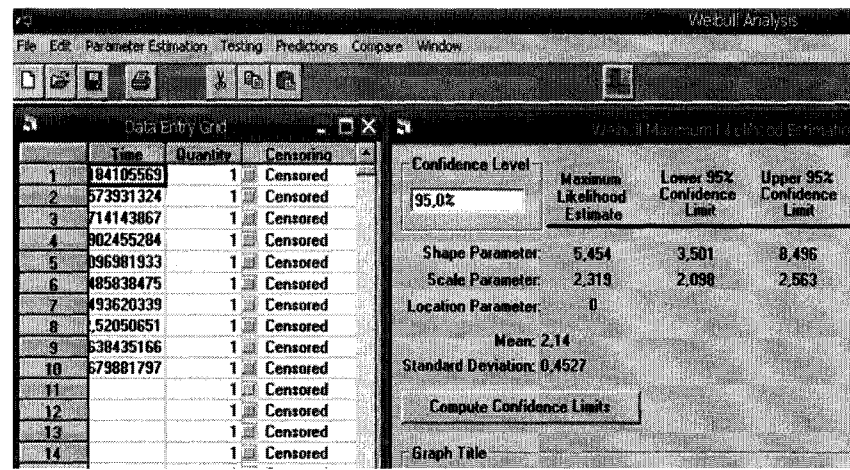 Weibull Analysis
File Edit Parameter Estimation Testing Predictions Compare Window
Data Entry Grid
Time Quantity Censoring
1 184105569 1 Censored
2 573931324 1 Censored
3 714143867 1 Censored
4 902455284 1 Censored
5 096981933 1 Censored
6 485838475 1 Censored
7 493620339 1 Censored
8 ,52050651 1 Censored
9 638435166 1 Censored
10 679881797 1 Censored
11 1 Censored
12 1 Censored
13 1 Censored
14 1 Censored
Weibull Maximum Likelihood Estimation
Confidence Level
95,0%
Maximum Likelihood Estimate
Lower 95% Confidence Limit
Upper 95% Confidence Limit
Shape Parameter: 5,454 3,501 8,496
Scale Parameter: 2,319 2,098 2,563
Location Parameter: 0
Mean: 2,14
Standard Deviation: 0,4527
Compute Confidence Limits
Graph Title